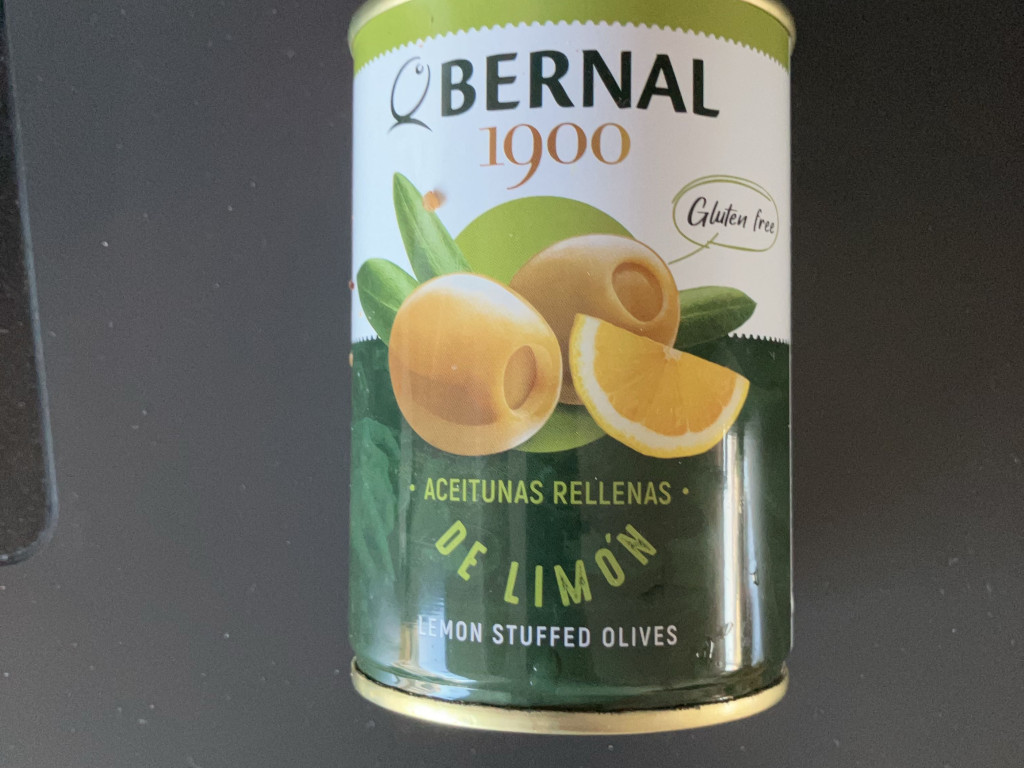 BERNAL
1900
Gluten free
• ACEITUNAS RELLENAS •
DE LIMÓN
LEMON STUFFED OLIVES